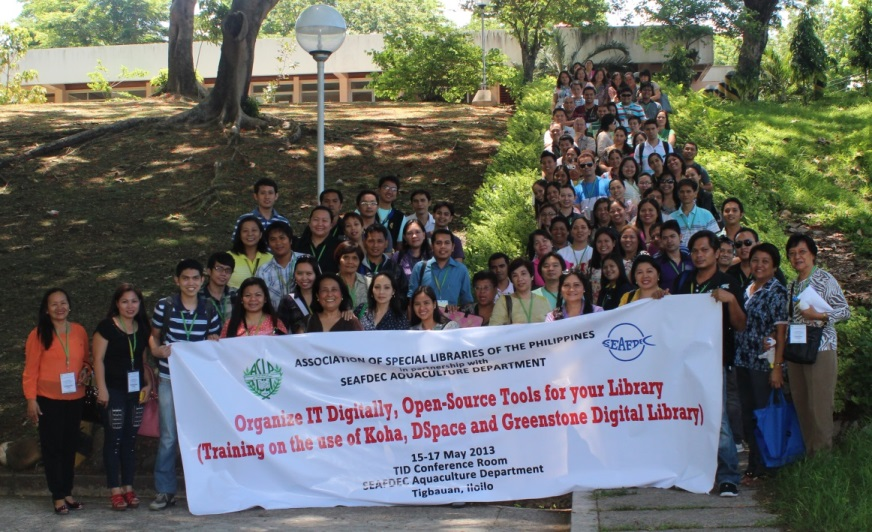 ASSOCIATION OF SPECIAL LIBRARIES OF THE PHILIPPINES
in partnership with
SEAFDEC AQUACULTURE DEPARTMENT
SEAFDEC
Organize IT Digitally, Open-Source Tools for your Library
(Training on the use of Koha, DSpace and Greenstone Digital Library)
15-17 May 2013
TID Conference Room
SEAFDEC Aquaculture Department
Tigbauan, Iloilo